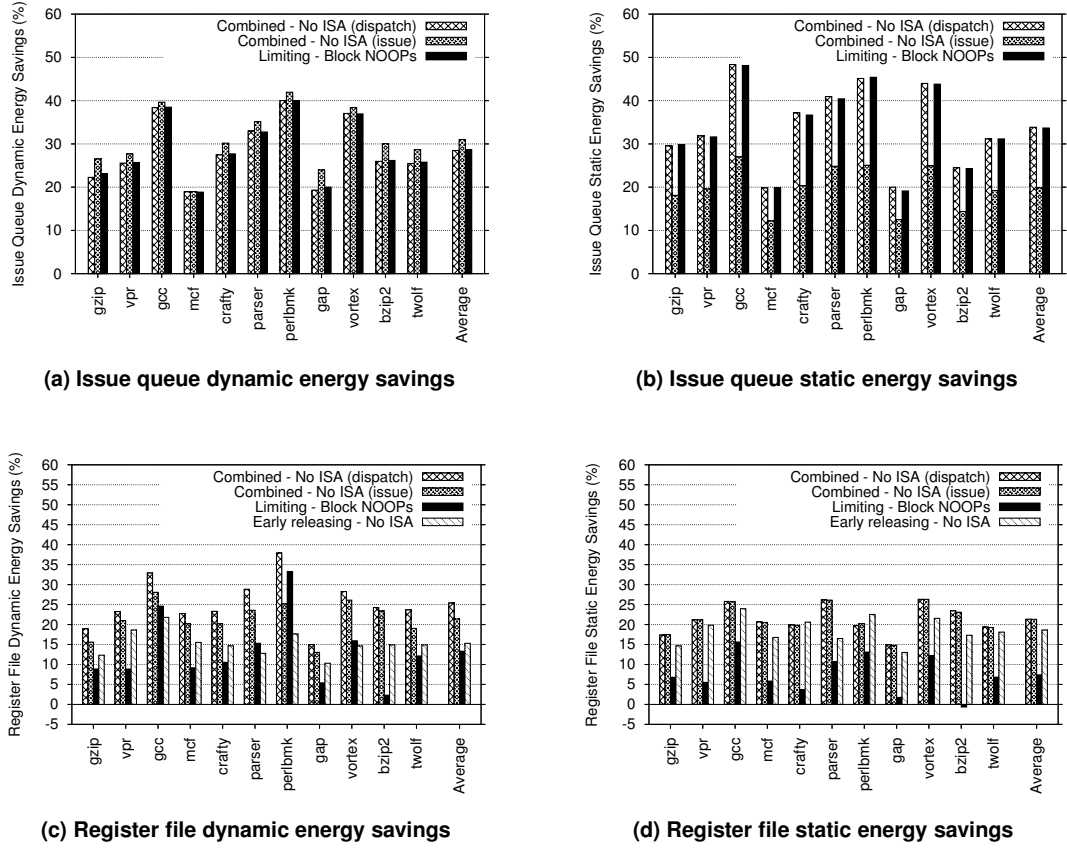 Issue Queue Dynamic Energy Savings (%)
60
50
40
30
20
10
0
Combined - No ISA (dispatch)
Combined - No ISA (issue)
Limiting - Block NOOPs
gzip
vpr
gcc
mcf
crafty
parser
perlbmk
gap
vortex
bzip2
twolf
Average
(a) Issue queue dynamic energy savings
Issue Queue Static Energy Savings (%)
60
50
40
30
20
10
0
Combined - No ISA (dispatch)
Combined - No ISA (issue)
Limiting - Block NOOPs
gzip
vpr
gcc
mcf
crafty
parser
perlbmk
gap
vortex
bzip2
twolf
Average
(b) Issue queue static energy savings
Register File Dynamic Energy Savings (%)
60
55
50
45
40
35
30
25
20
15
10
5
0
-5
Combined - No ISA (dispatch)
Combined - No ISA (issue)
Limiting - Block NOOPs
Early releasing - No ISA
gzip
vpr
gcc
mcf
crafty
parser
perlbmk
gap
vortex
bzip2
twolf
Average
(c) Register file dynamic energy savings
Register File Static Energy Savings (%)
60
55
50
45
40
35
30
25
20
15
10
5
0
-5
Combined - No ISA (dispatch)
Combined - No ISA (issue)
Limiting - Block NOOPs
Early releasing - No ISA
gzip
vpr
gcc
mcf
crafty
parser
perlbmk
gap
vortex
bzip2
twolf
Average
(d) Register file static energy savings